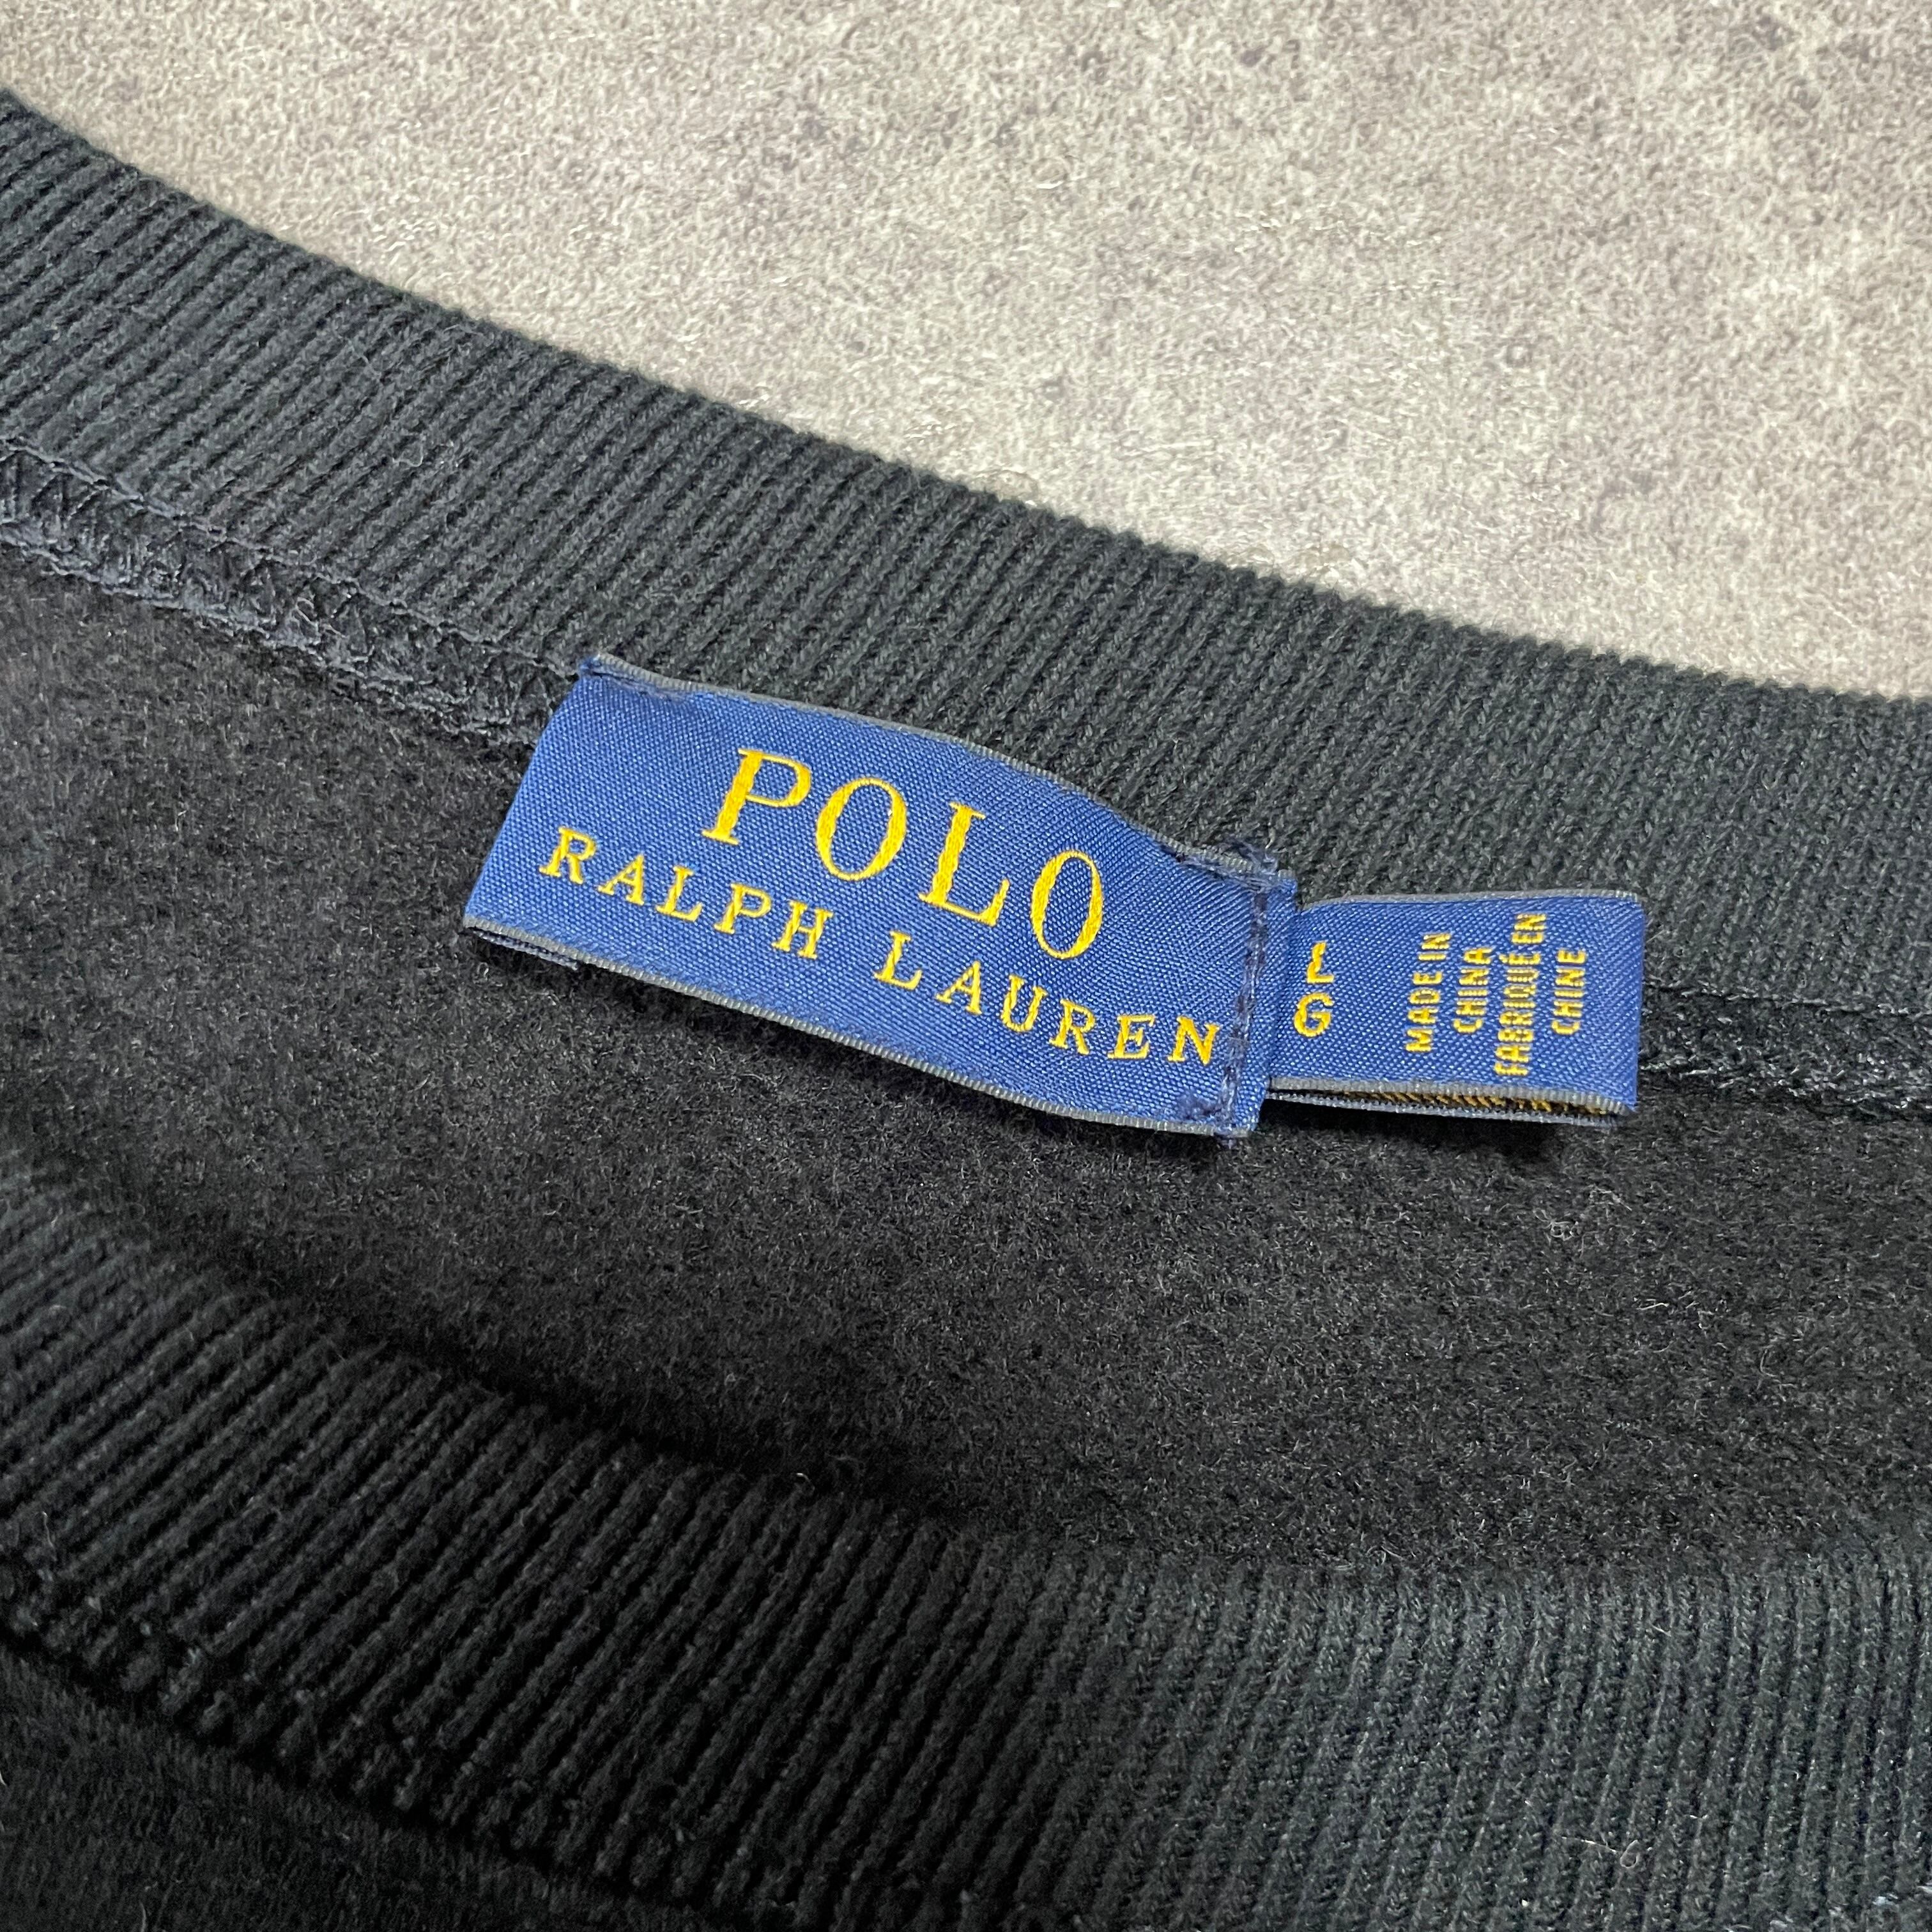 POLO
RALPH LAUREN
L
G
MADE IN
CHINA
FABRIQUÉ EN
CHINE